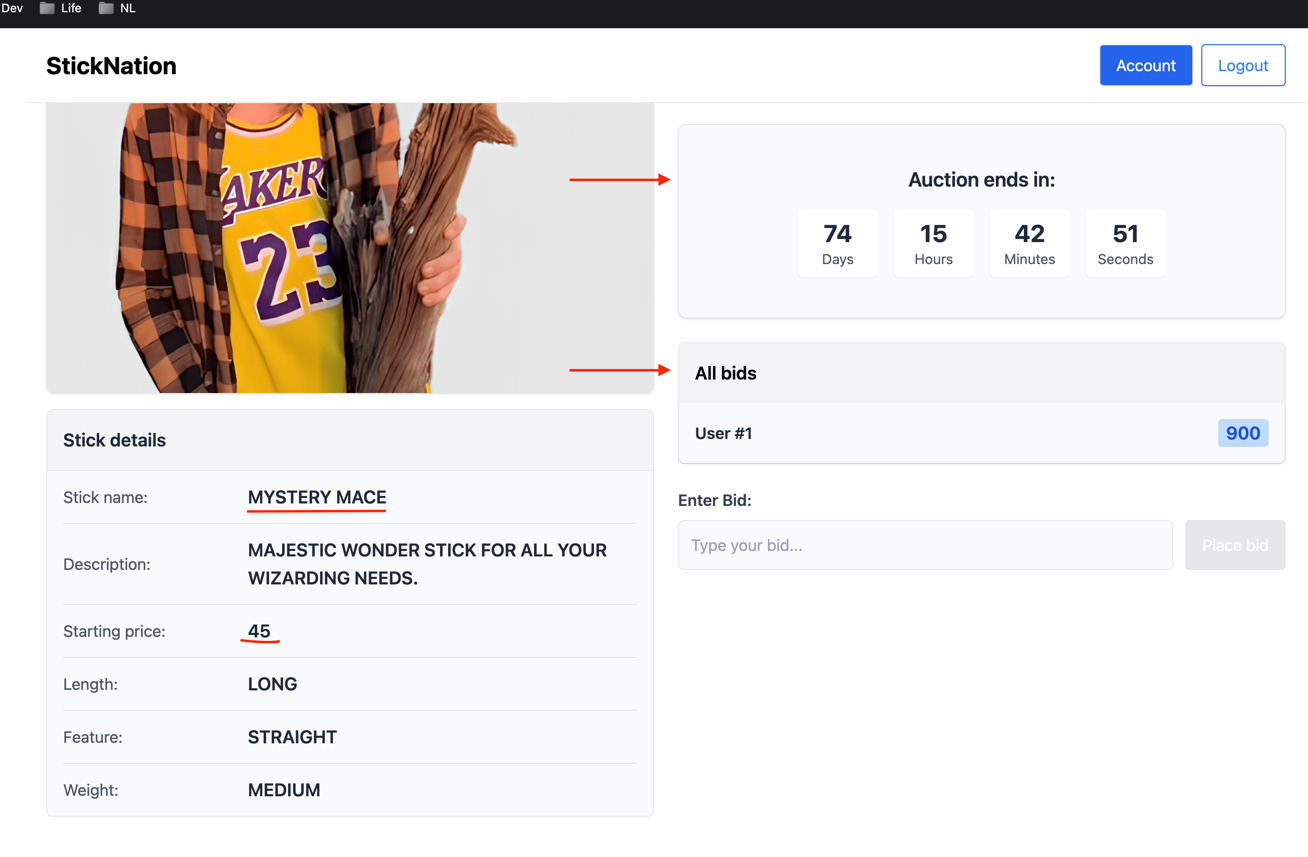 Dev Life NL
StickNation
Account Logout
AKER
23
Auction ends in:
74 15 42 51
Days Hours Minutes Seconds
All bids
User #1 900
Enter Bid:
Type your bid...
Place bid
Stick details
Stick name: MYSTERY MACE
Description: MAJESTIC WONDER STICK FOR ALL YOUR
WIZARDING NEEDS.
Starting price: 45
Length: LONG
Feature: STRAIGHT
Weight: MEDIUM